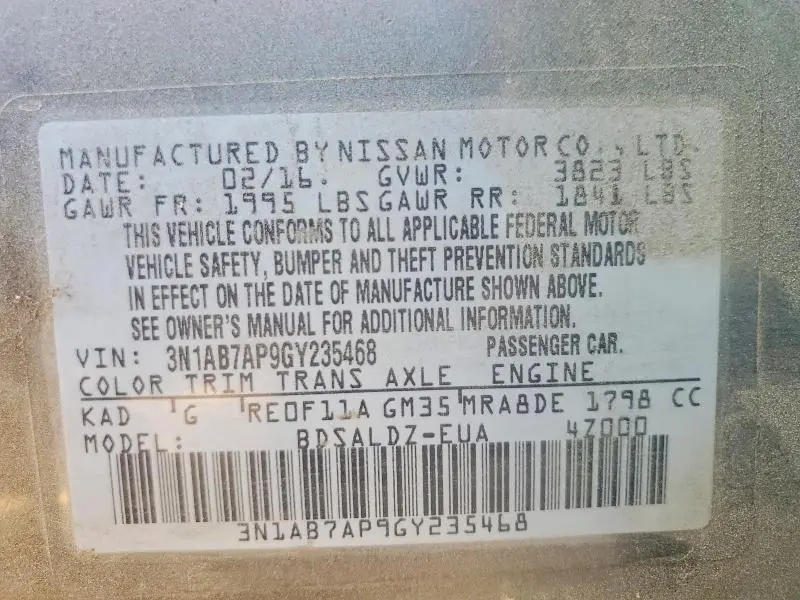 MANUFACTURED BY NISSAN MOTOR CO., LTD.
DATE: 02/16. GVWR: 3823 LBS
GAWR FR: 1995 LBS GAWR RR: 1841 LBS
THIS VEHICLE CONFORMS TO ALL APPLICABLE FEDERAL MOTOR
VEHICLE SAFETY, BUMPER AND THEFT PREVENTION STANDARDS
IN EFFECT ON THE DATE OF MANUFACTURE SHOWN ABOVE.
SEE OWNER'S MANUAL FOR ADDITIONAL INFORMATION.
VIN: 3N1AB7AP9GY235468 PASSENGER CAR.
COLOR TRIM TRANS AXLE ENGINE
KAD G RE0F11A GM35 MRA8DE 1798 CC
MODEL: BDSALDZ-EUA 4Z000
3N1AB7AP9GY235468